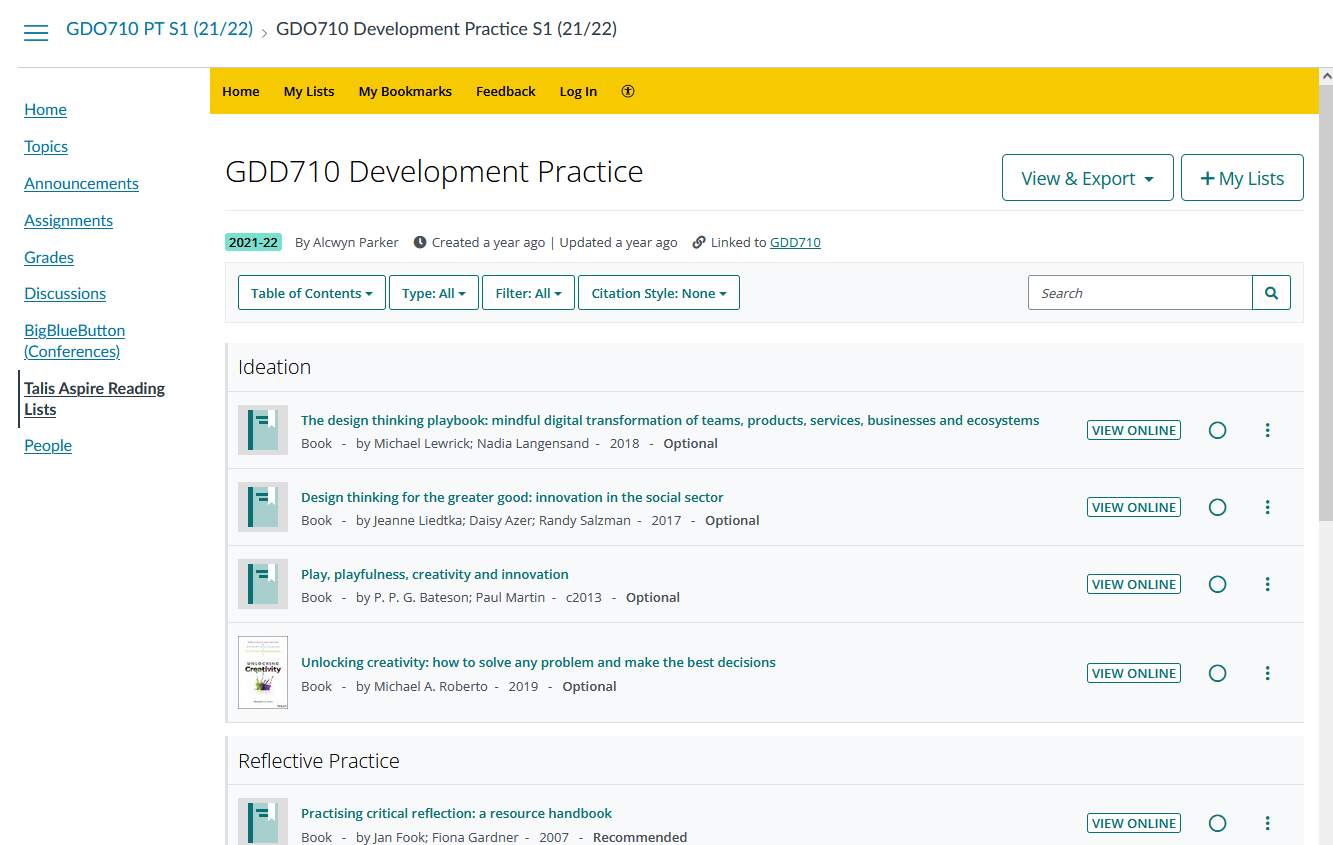 GDO710 PT S1 (21/22) › GDO710 Development Practice S1 (21/22)
Home
Topics
Announcements
Assignments
Grades
Discussions
BigBlueButton
(Conferences)
Talis Aspire Reading
Lists
People
Home My Lists My Bookmarks Feedback Log In
GDD710 Development Practice
View & Export
+ My Lists
2021-22 By Alcwyn Parker Created a year ago | Updated a year ago Linked to GDD710
Table of Contents Type: All Filter: All Citation Style: None Search
Ideation
The design thinking playbook: mindful digital transformation of teams, products, services, businesses and ecosystems
Book - by Michael Lewrick; Nadia Langensand - 2018 - Optional
VIEW ONLINE
Design thinking for the greater good: innovation in the social sector
Book - by Jeanne Liedtka; Daisy Azer; Randy Salzman - 2017 - Optional
VIEW ONLINE
Play, playfulness, creativity and innovation
Book - by P. P. G. Bateson; Paul Martin - c2013 - Optional
VIEW ONLINE
UNLOCKING
Creativity
Unlocking creativity: how to solve any problem and make the best decisions
Book - by Michael A. Roberto - 2019 - Optional
VIEW ONLINE
Reflective Practice
Practising critical reflection: a resource handbook
Book - by Jan Fook; Fiona Gardner - 2007 - Recommended
VIEW ONLINE